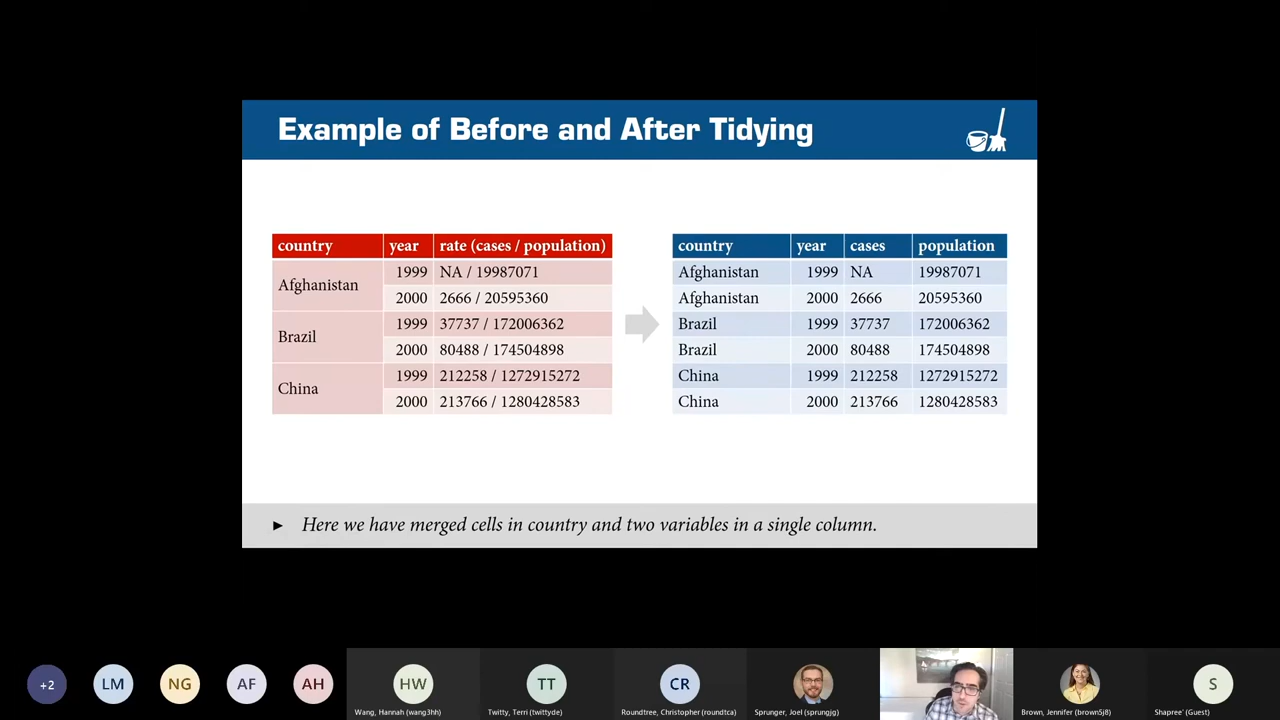 Example of Before and After Tidying
country year rate (cases / population)
Afghanistan 1999 NA / 19987071
2000 2666 / 20595360
Brazil 1999 37737 / 172006362
2000 80488 / 174504898
China 1999 212258 / 1272915272
2000 213766 / 1280428583
country year cases population
Afghanistan 1999 NA 19987071
Afghanistan 2000 2666 20595360
Brazil 1999 37737 172006362
Brazil 2000 80488 174504898
China 1999 212258 1272915272
China 2000 213766 1280428583
► Here we have merged cells in country and two variables in a single column.
+2 LM NG AF AH HW TT CR S
Wang, Hannah (wang3hh) Twitty, Terri (twittyde) Roundtree, Christopher (roundtca) Sprunger, Joel (sprungjg) Brown, Jennifer (brown5j8) Shapree' (Guest)